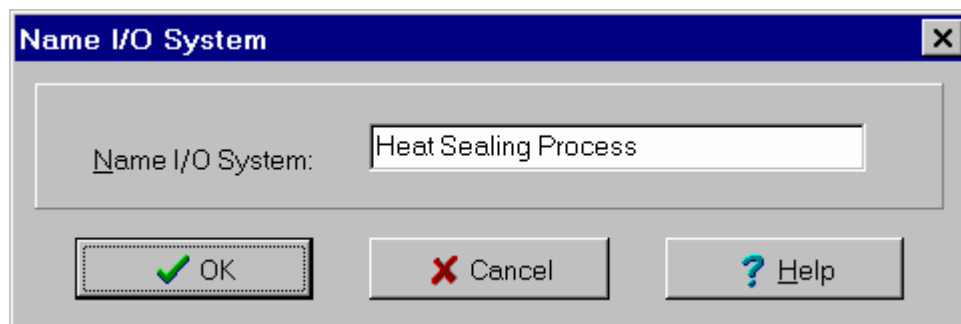 Name I/O System
Name I/O System: Heat Sealing Process
OK Cancel Help